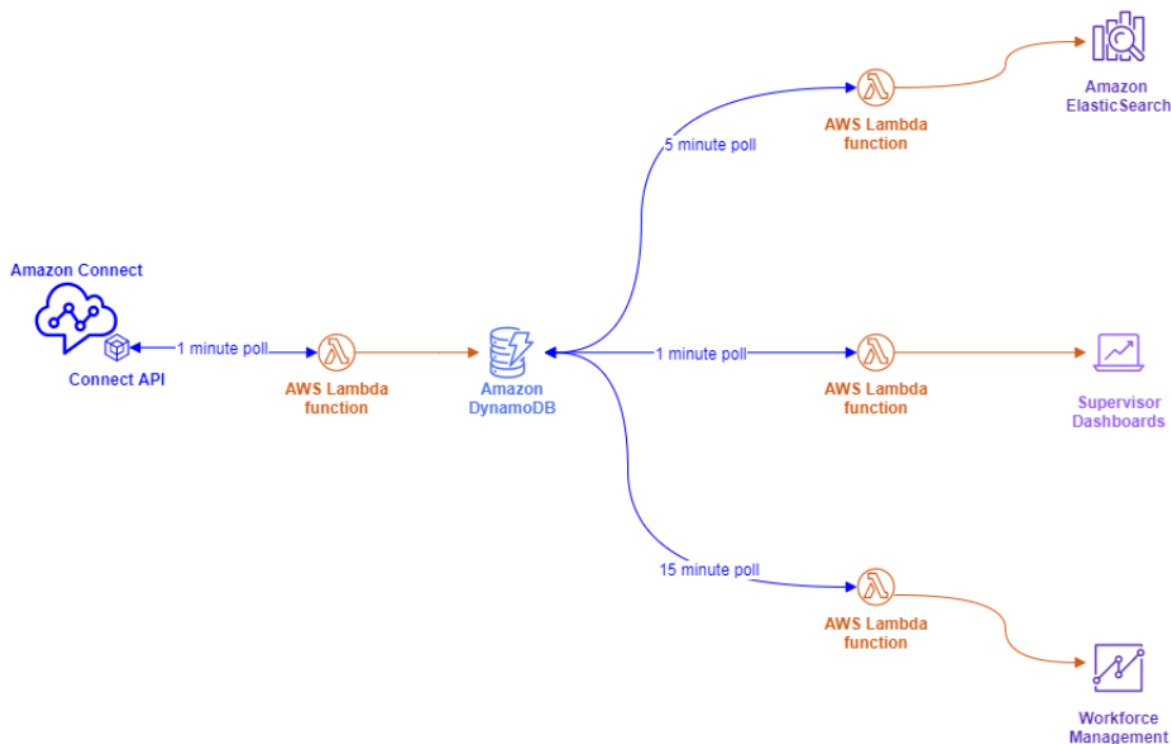 Amazon
ElasticSearch
AWS Lambda
function
5 minute poll
Amazon Connect
Connect API
1 minute poll
AWS Lambda
function
Amazon
DynamoDB
1 minute poll
AWS Lambda
function
Supervisor
Dashboards
15 minute poll
AWS Lambda
function
Workforce
Management